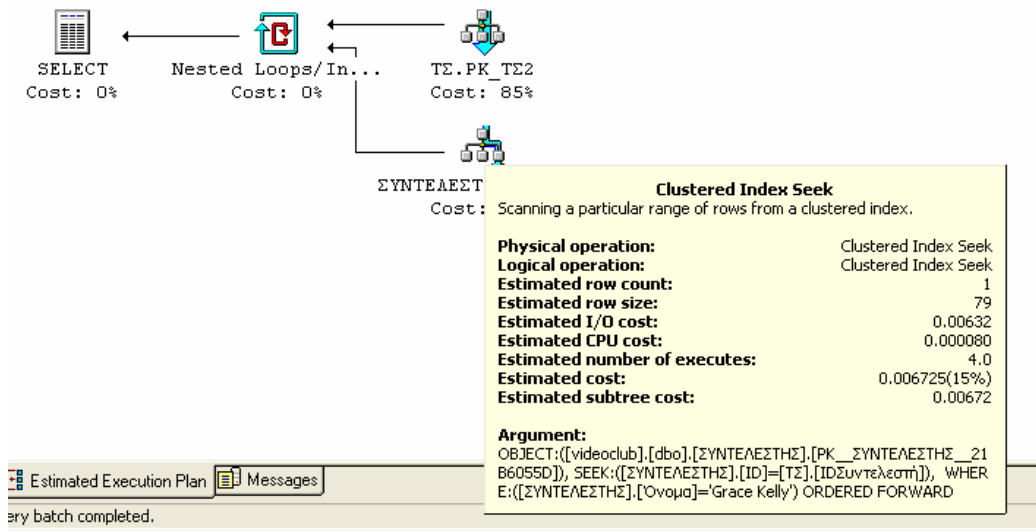 SELECT
Cost: 0%
Nested Loops/In...
Cost: 0%
ΤΣ.PK_ΤΣ2
Cost: 85%
ΣΥΝΤΕΛΕΣΤ
Cost:
Clustered Index Seek
Scanning a particular range of rows from a clustered index.
Physical operation: Clustered Index Seek
Logical operation: Clustered Index Seek
Estimated row count: 1
Estimated row size: 79
Estimated I/O cost: 0.00632
Estimated CPU cost: 0.000080
Estimated number of executes: 4.0
Estimated cost: 0.006725(15%)
Estimated subtree cost: 0.00672
Argument:
OBJECT:([videoclub].[dbo].[ΣΥΝΤΕΛΕΣΤΗΣ].[PK__ΣΥΝΤΕΛΕΣΤΗΣ__21
B6055D]), SEEK:([ΣΥΝΤΕΛΕΣΤΗΣ].[ID]=[ΤΣ].[IDΣυντελεστή]), WHER
E:([ΣΥΝΤΕΛΕΣΤΗΣ].[Όνομα]='Grace Kelly') ORDERED FORWARD
Estimated Execution Plan Messages
ery batch completed.